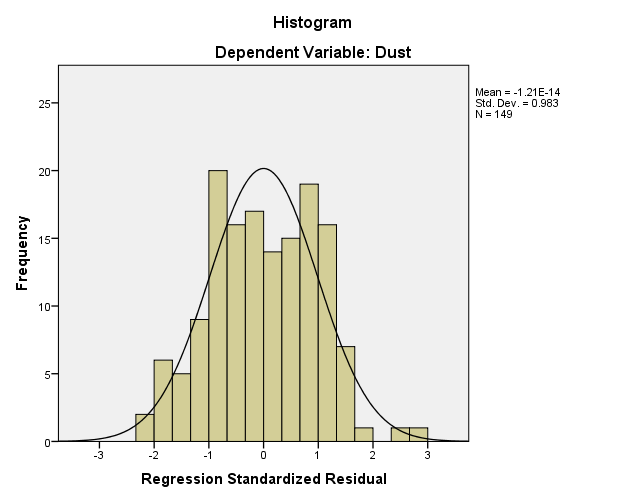 Histogram
Dependent Variable: Dust
Mean = -1.21E-14
Std. Dev. = 0.983
N = 149
Frequency
25
20
15
10
5
0
-3 -2 -1 0 1 2 3
Regression Standardized Residual